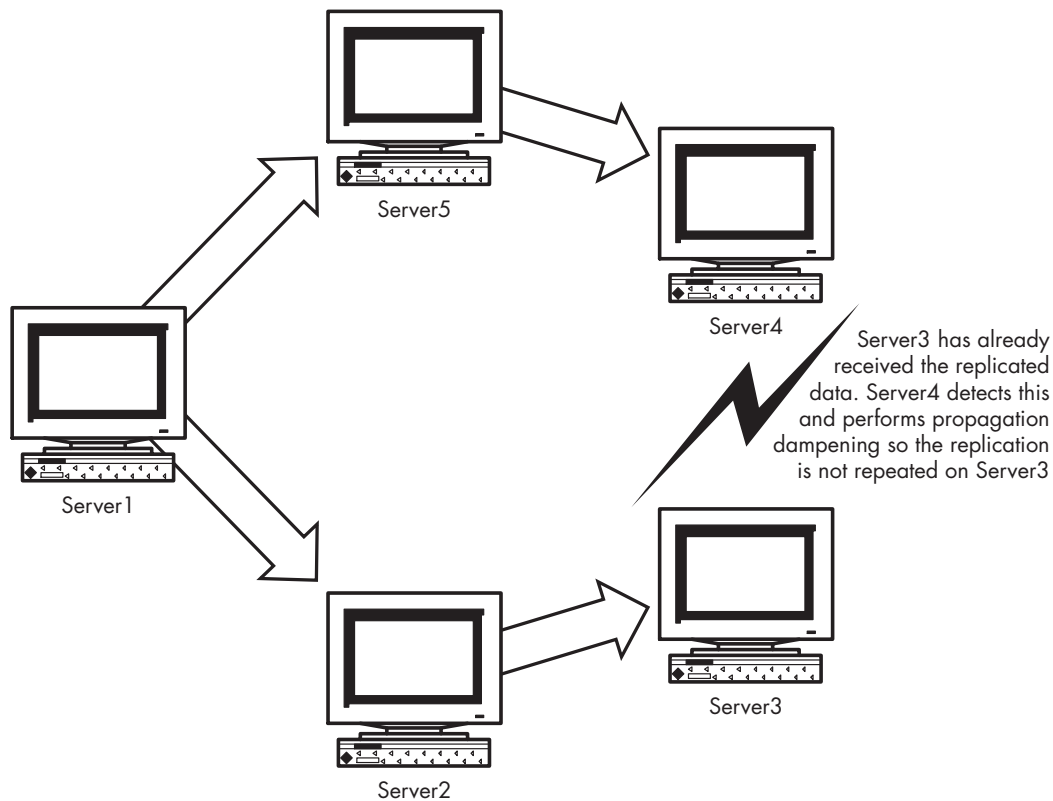 Server5
Server4
Server3 has already
received the replicated
data. Server4 detects this
and performs propagation
dampening so the replication
is not repeated on Server3
Server1
Server3
Server2